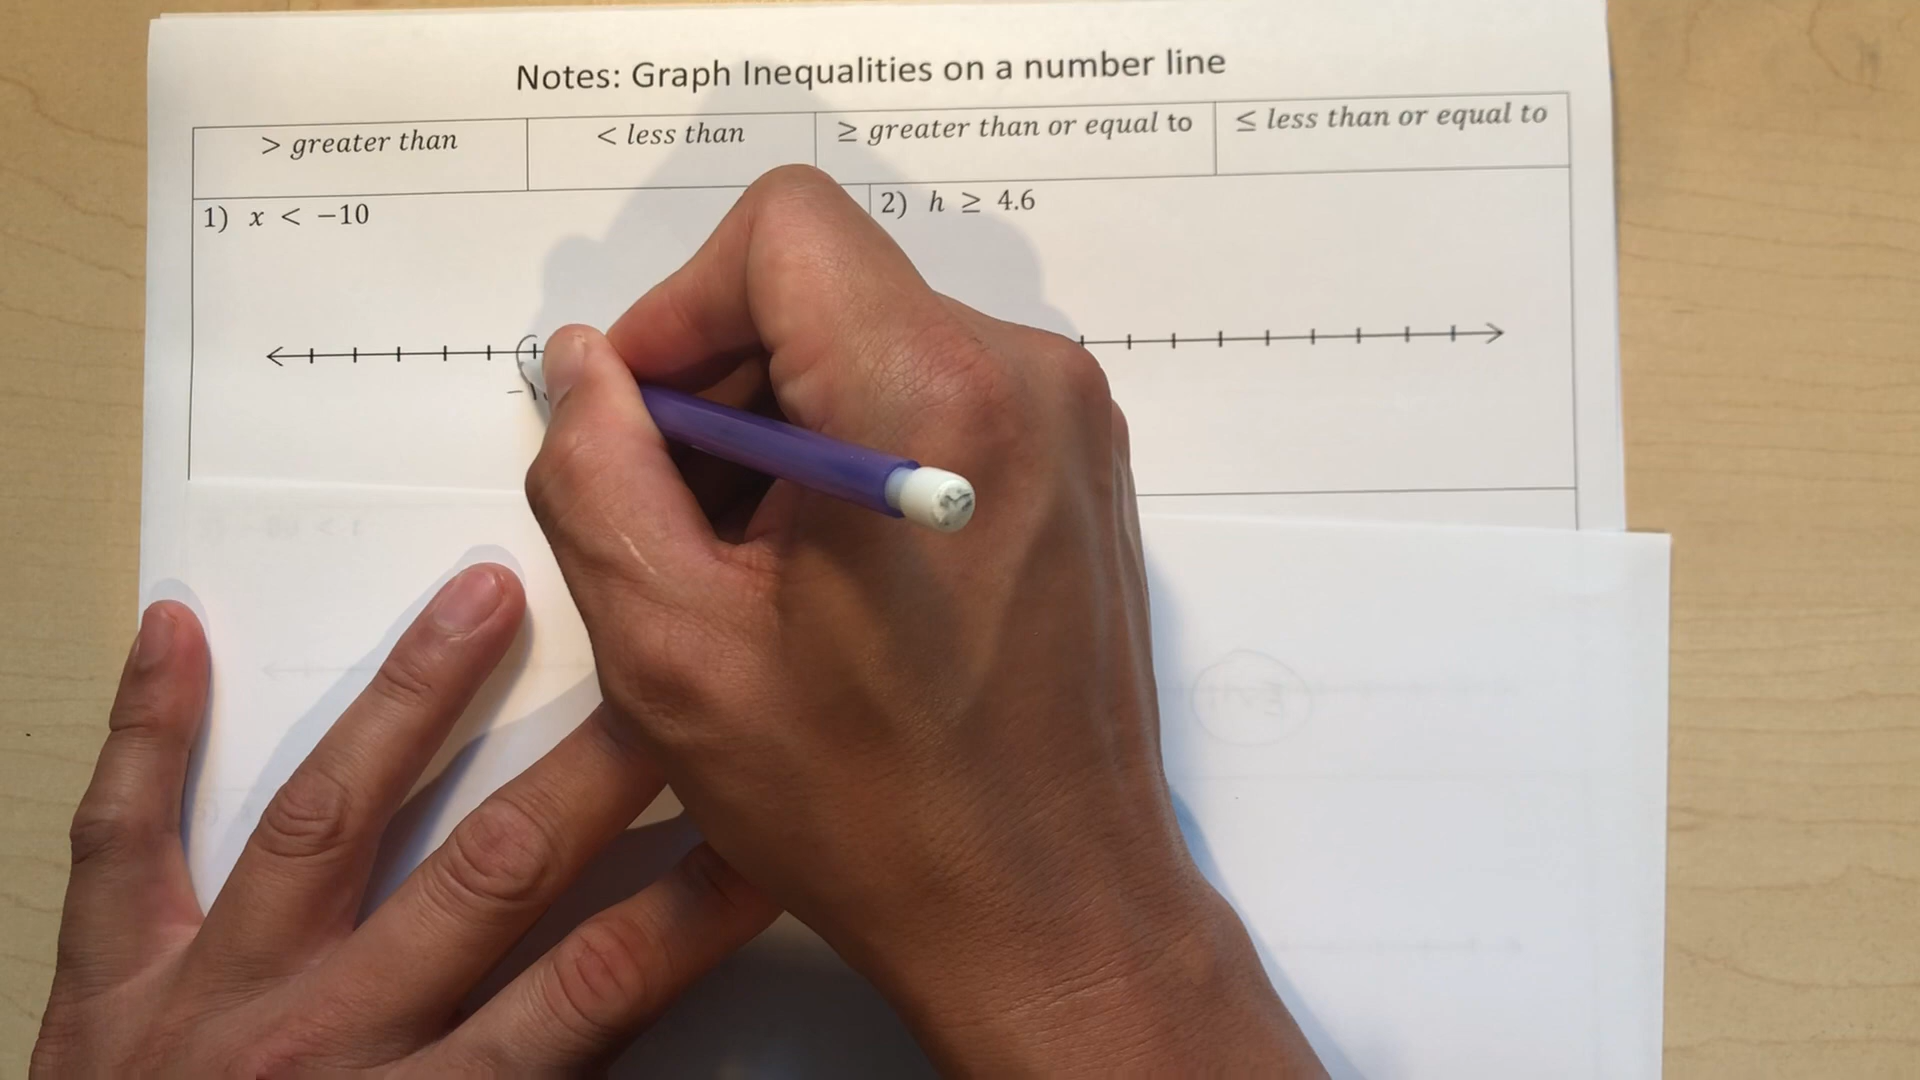 Notes: Graph Inequalities on a number line
> greater than < less than ≥ greater than or equal to ≤ less than or equal to
1) x < −10 2) h ≥ 4.6